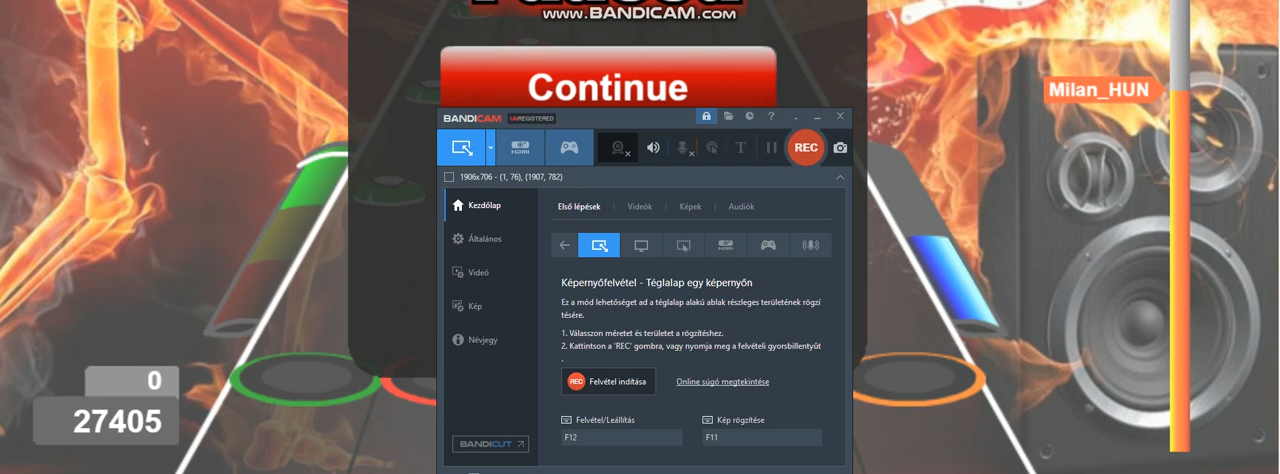 www.BANDICAM.com
Continue
Milan_HUN
BANDICAM UNREGISTERED
HDMI
REC
1906x706 - (1, 76), (1907, 782)
Kezdőlap
Első lépések
Videók
Képek
Audiók
Általános
Videó
Kép
Névjegy
Képernyőfelvétel - Téglalap egy képernyőn
Ez a mód lehetőséget ad a téglalap alakú ablak részleges területének rögzí
tésére.
1. Válasszon méretet és területet a rögzítéshez.
2. Kattintson a 'REC' gombra, vagy nyomja meg a felvételi gyorsbillentyűt
.
REC Felvétel indítása
Online súgó megtekintése
Felvétel/Leállítás
Kép rögzítése
F12
F11
BANDICUT
0
27405